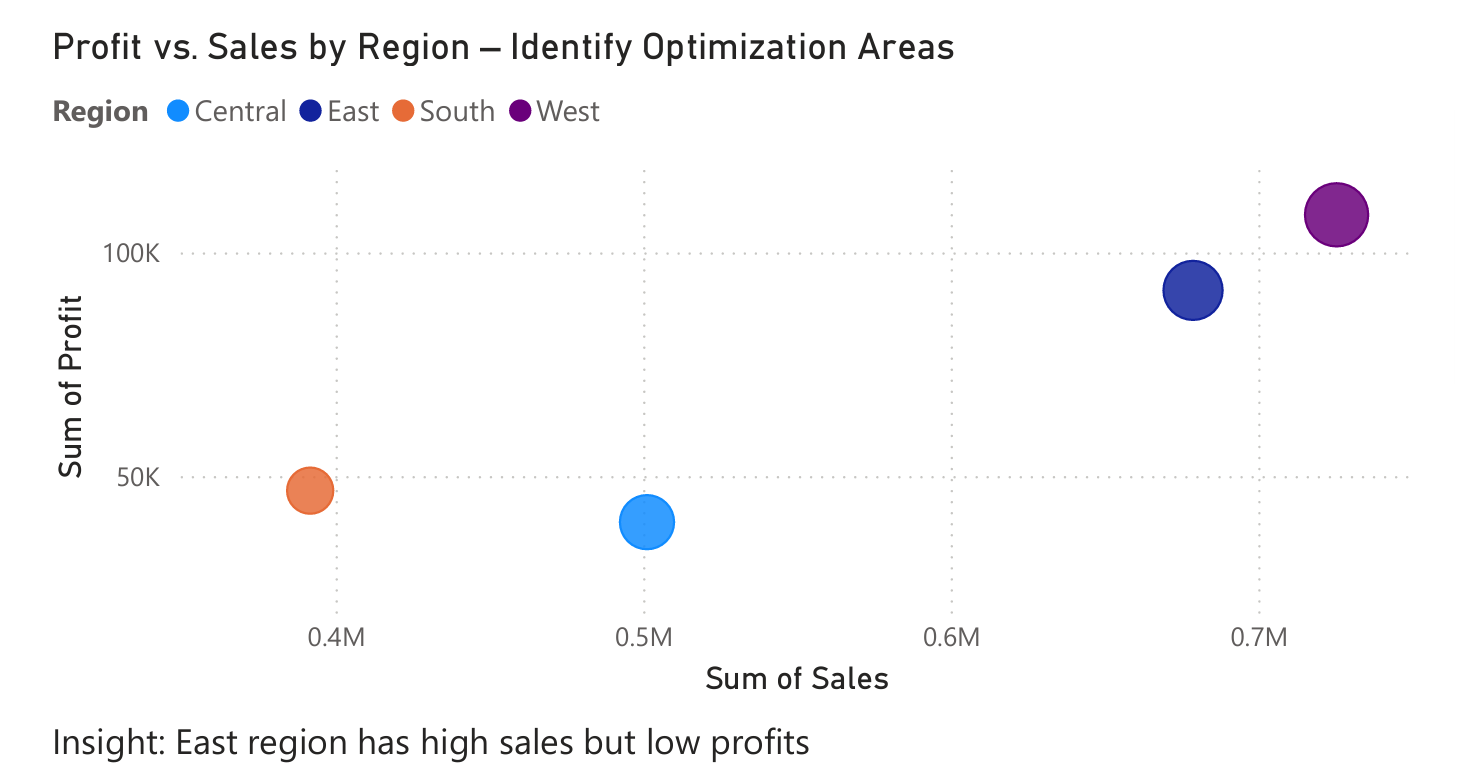 Profit vs. Sales by Region – Identify Optimization Areas
Region Central East South West
100K
50K
Sum of Profit
0.4M 0.5M 0.6M 0.7M
Sum of Sales
Insight: East region has high sales but low profits